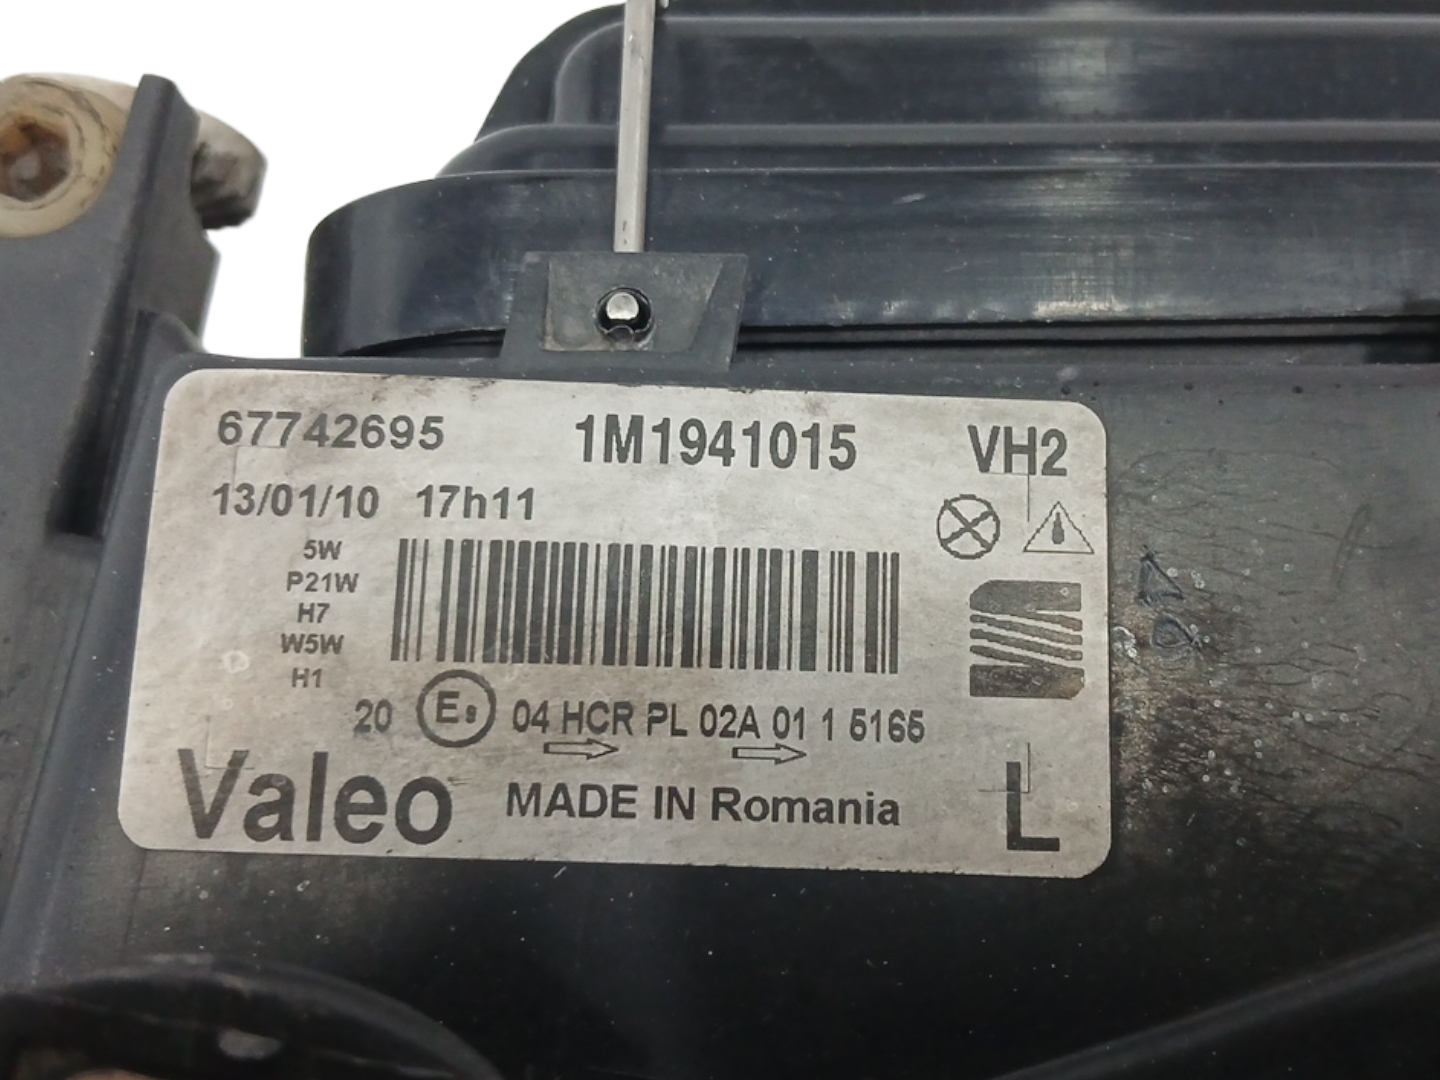 67742695 1M1941015 VH2
13/01/10 17h11
5W
P21W
H7
W5W
H1
20 E9 04 HCR PL 02A 01 1 5165
Valeo MADE IN Romania L